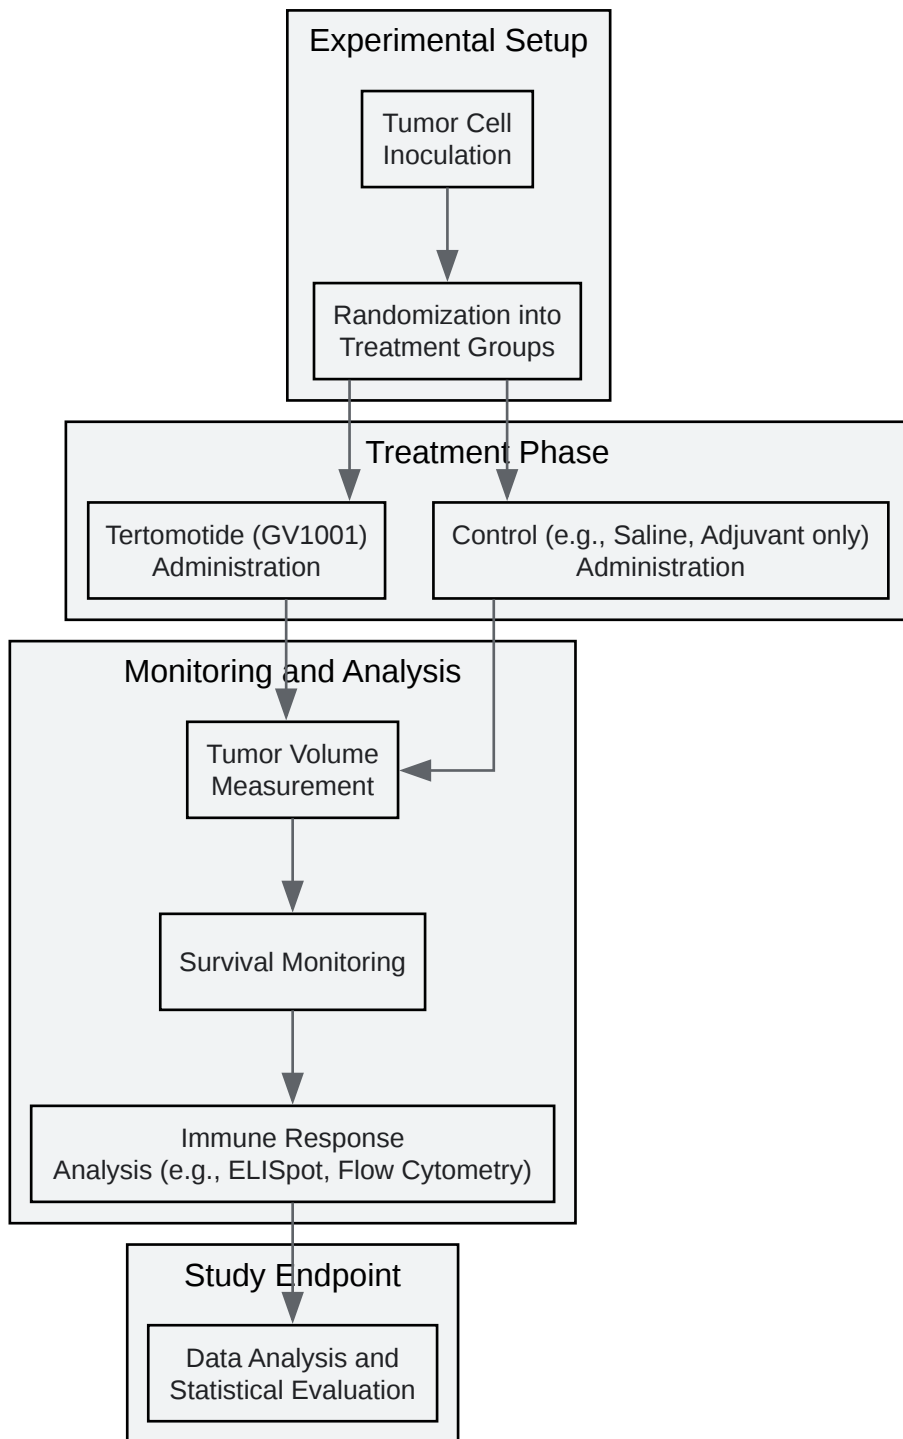 Experimental Setup
Tumor Cell
Inoculation
Randomization into
Treatment Groups
Treatment Phase
Tertomotide (GV1001)
Administration
Control (e.g., Saline, Adjuvant only)
Administration
Monitoring and Analysis
Tumor Volume
Measurement
Survival Monitoring
Immune Response
Analysis (e.g., ELISpot, Flow Cytometry)
Study Endpoint
Data Analysis and
Statistical Evaluation